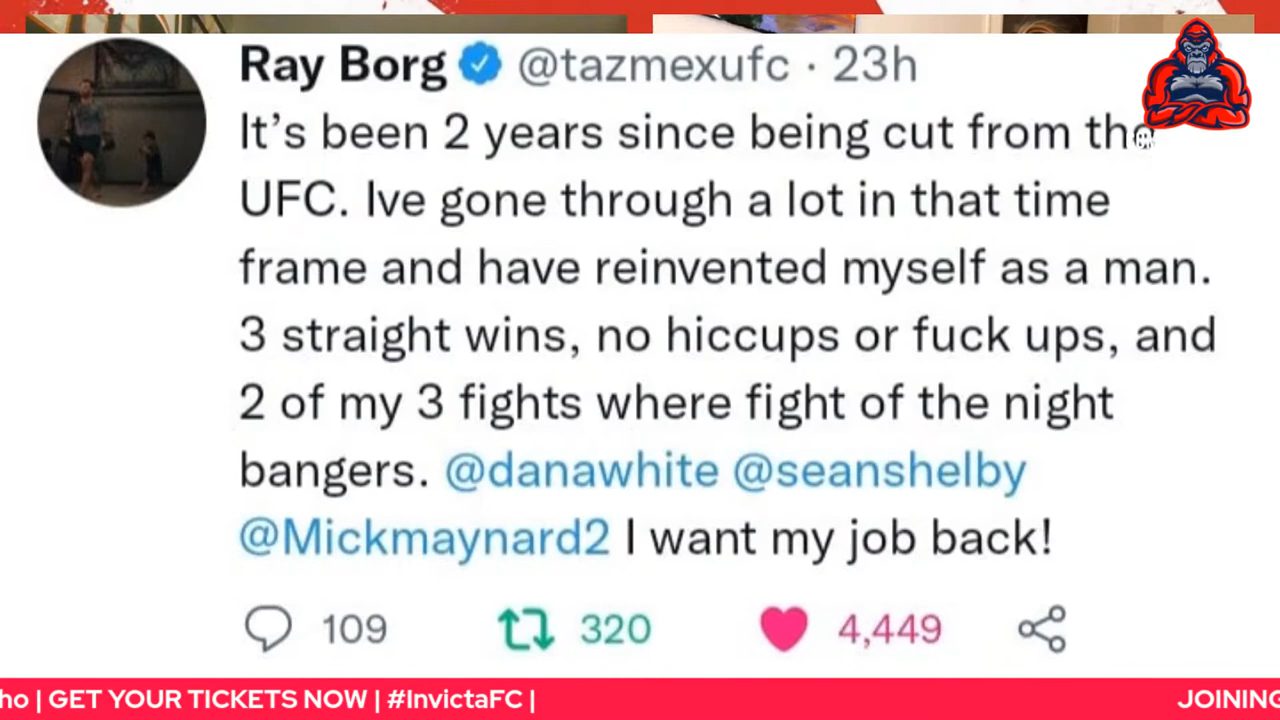 Ray Borg @tazmexufc · 23h
It’s been 2 years since being cut from the
UFC. Ive gone through a lot in that time
frame and have reinvented myself as a man.
3 straight wins, no hiccups or fuck ups, and
2 of my 3 fights where fight of the night
bangers. @danawhite @seanshelby
@Mickmaynard2 I want my job back!
109 320 4,449
ho | GET YOUR TICKETS NOW | #InvictaFC | JOINING